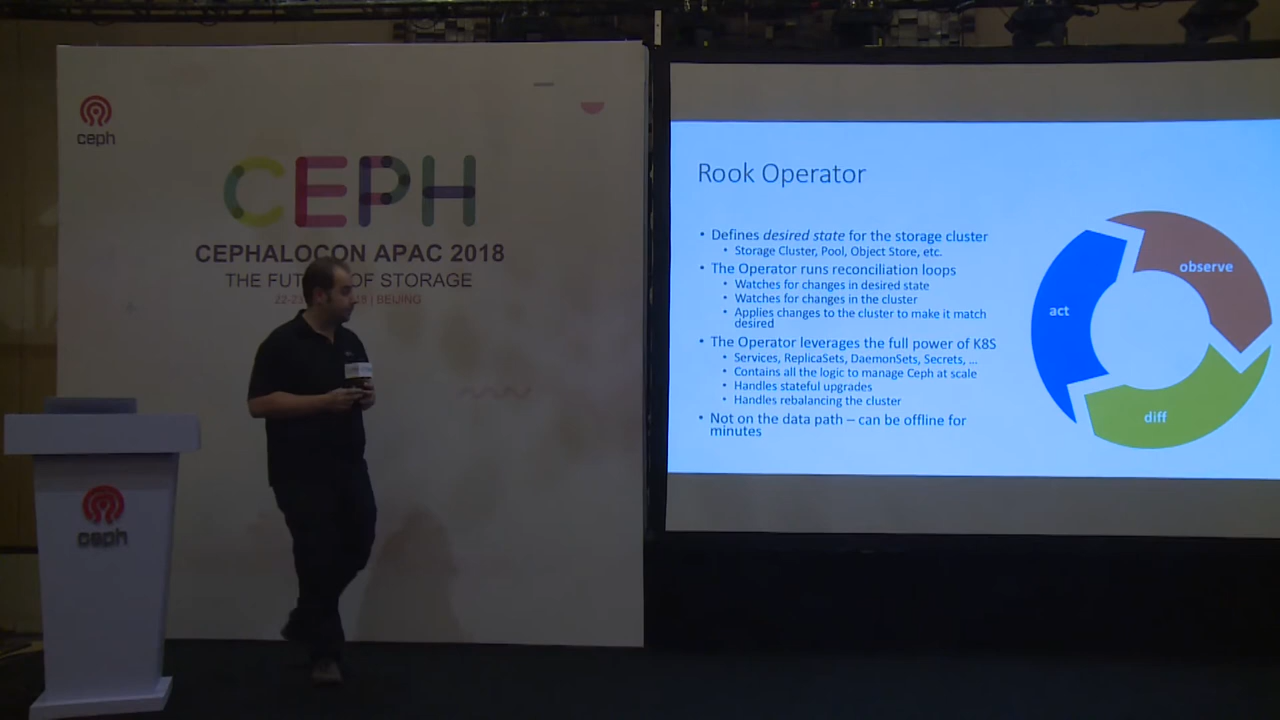 ceph
CEPH
CEPHALOCON APAC 2018
THE OF STORAGE
BEIJING
ceph
Rook Operator
• Defines desired state for the storage cluster
• Storage Cluster, Pool, Object Store, etc.
• The Operator runs reconciliation loops
• Watches for changes in desired state
• Watches for changes in the cluster
• Applies changes to the cluster to make it match
desired
• The Operator leverages the full power of K8S
• Services, ReplicaSets, DaemonSets, Secrets, ...
• Contains all the logic to manage Ceph at scale
• Handles stateful upgrades
• Handles rebalancing the cluster
• Not on the data path – can be offline for
minutes
observe
act
diff